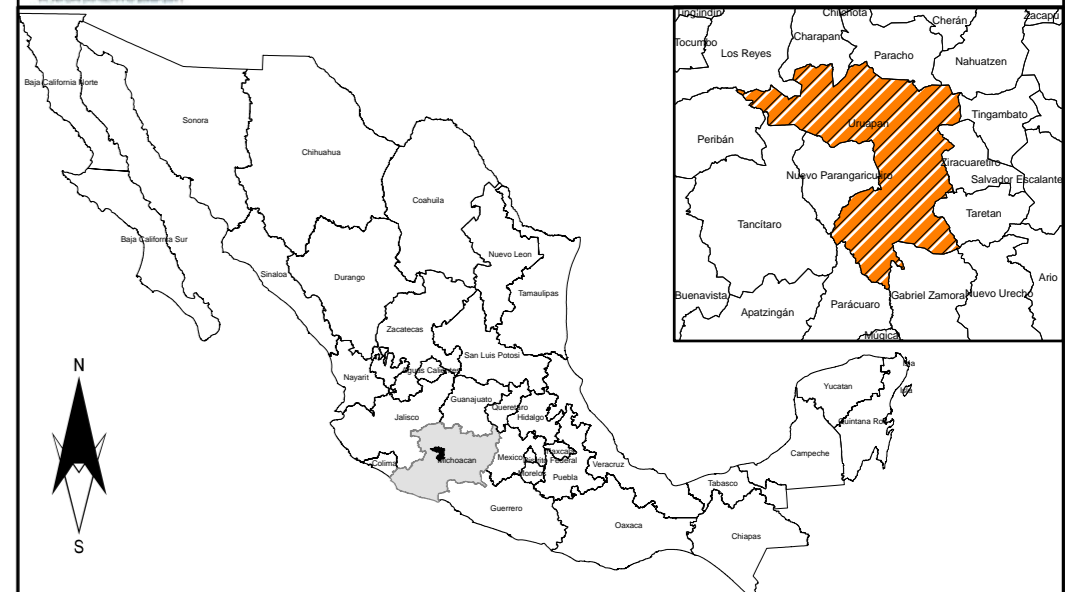 Baja California Norte
Sonora
Chihuahua
Coahuila
Baja California Sur
Sinaloa
Durango
Nuevo Leon
Tamaulipas
Zacatecas
San Luis Potosi
Nayarit
Aguas Calientes
Guanajuato
Queretaro
Hidalgo
Jalisco
Colima
Michoacan
Mexico
Tlaxcala
Distrito Federal
Morelos
Puebla
Veracruz
Guerrero
Oaxaca
Tabasco
Chiapas
Campeche
Yucatan
Quintana Roo
Isla
Isla
N
S
Tingüindín
Chilchota
Cherán
Zacapu
Tocumbo
Los Reyes
Charapan
Paracho
Nahuatzen
Peribán
Uruapan
Tingambato
Nuevo Parangaricutiro
Ziracuaretiro
Salvador Escalante
Tancítaro
Taretan
Buenavista
Apatzingán
Parácuaro
Gabriel Zamora
Nuevo Urecho
Ario
Múgica